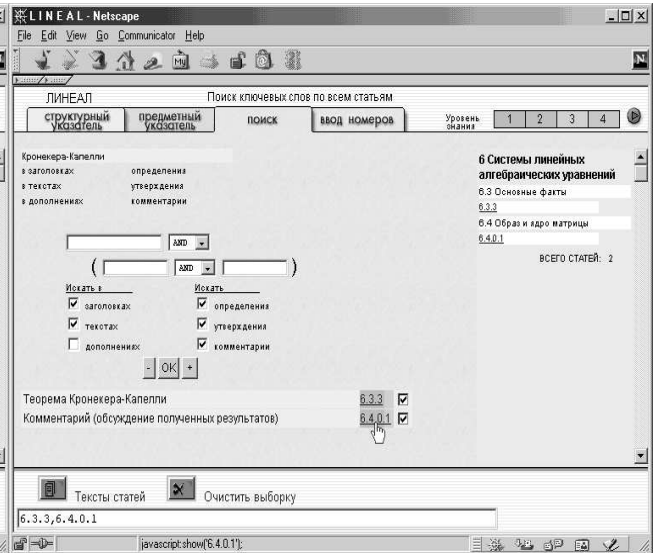 LINEAL - Netscape
File Edit View Go Communicator Help
My N
ЛИНЕАЛ Поиск ключевых слов по всем статьям
структурный указатель предметный указатель поиск ввод номеров Уровень знания 1 2 3 4
Кронекера-Капелли
в заголовках определения
в текстах утверждения
в дополнениях комментарии
AND
( AND )
Искать в Искать
заголовках определения
текстах утверждения
дополнениях комментарии
- OK +
Теорема Кронекера-Капелли 6.3.3
Комментарий (обсуждение полученных результатов) 6.4.0.1
6 Системы линейных
алгебраических уравнений
6.3 Основные факты
6.3.3
6.4 Образ и ядро матрицы
6.4.0.1
ВСЕГО СТАТЕЙ: 2
Тексты статей Очистить выборку
6.3.3,6.4.0.1
javascript:show('6.4.0.1');